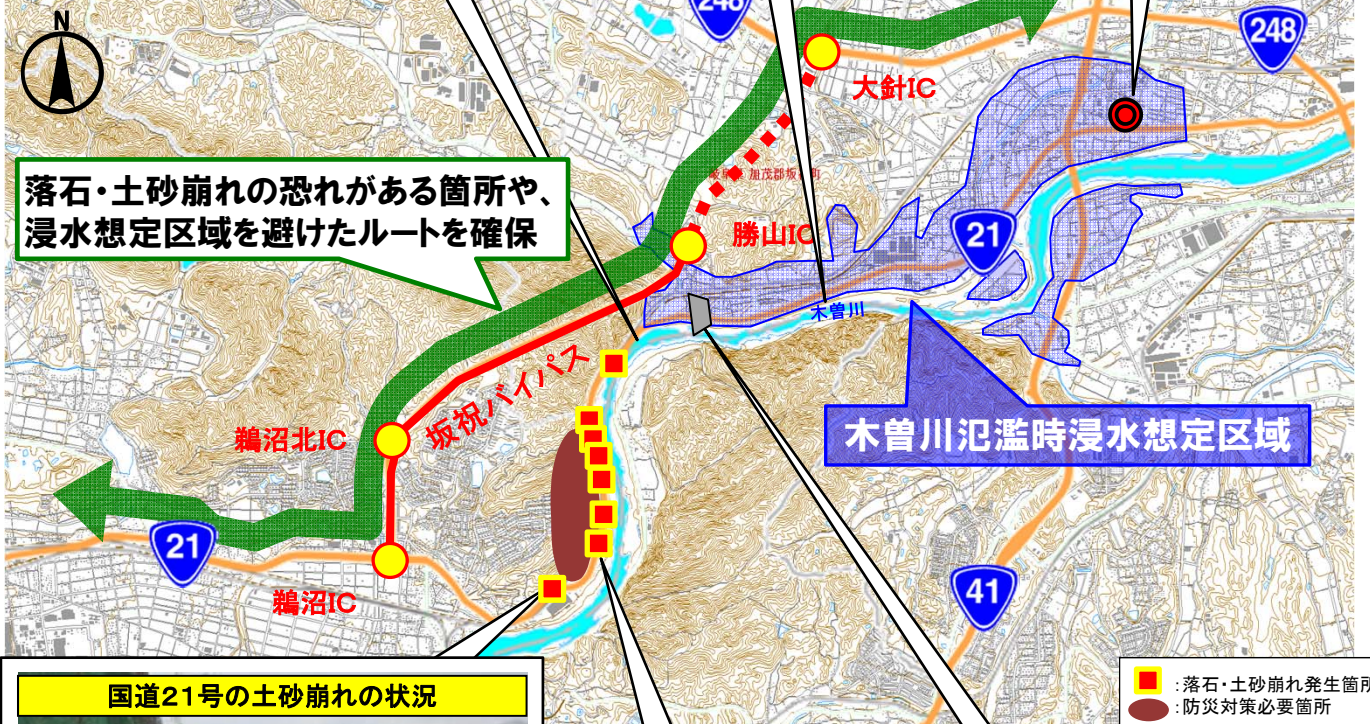 N
248
248
大針IC
落石・土砂崩れの恐れがある箇所や、
浸水想定区域を避けたルートを確保
加茂郡坂
町
勝山IC
21
木曽川
坂祝バイパス
鵜沼北IC
木曽川氾濫時浸水想定区域
21
鵜沼IC
41
国道21号の土砂崩れの状況
:落石・土砂崩れ発生箇所
:防災対策必要箇所